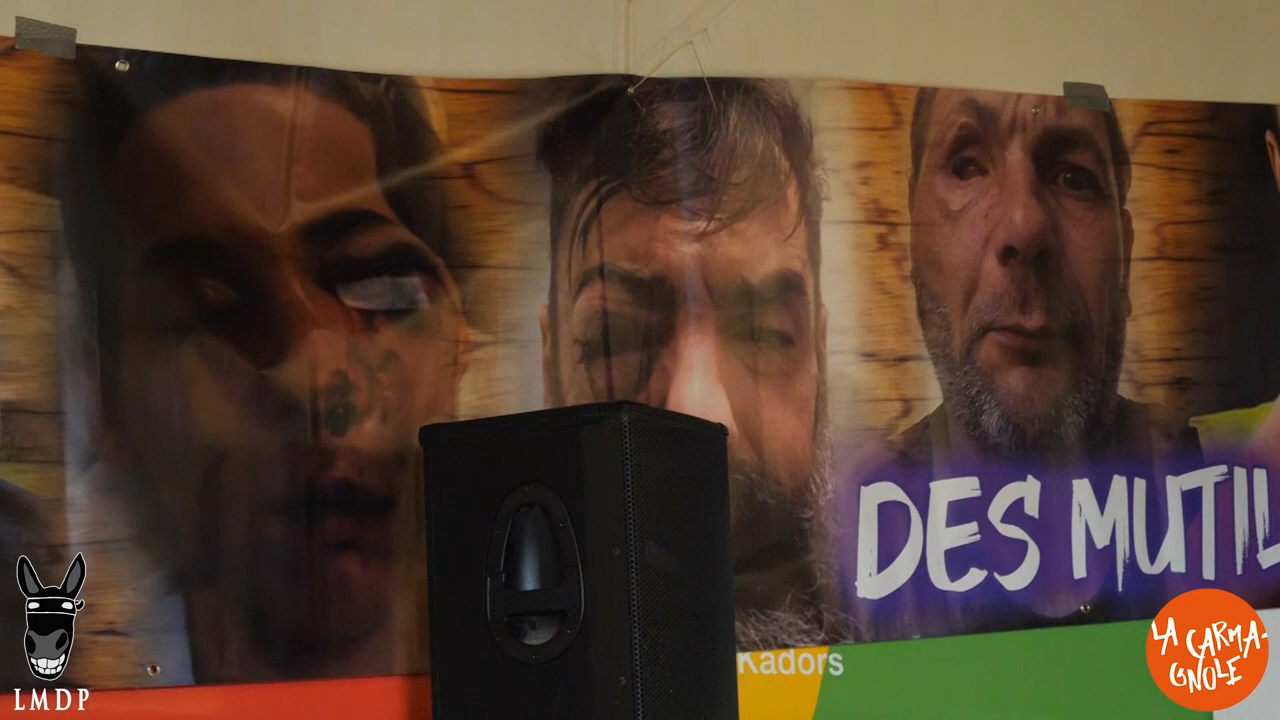 DES MUTIL
Kadors
LMDP
LA CARMA-
GNOLE